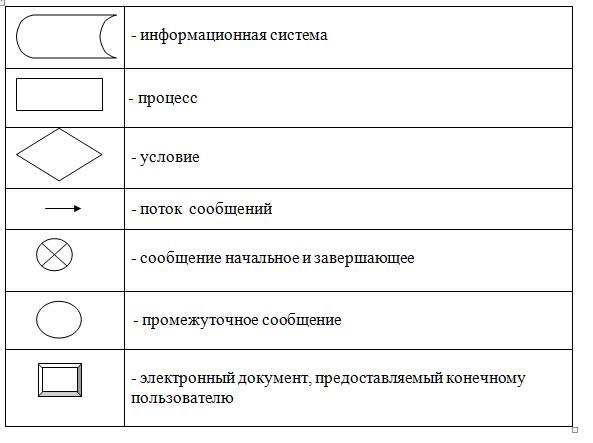 - информационная система
- процесс
- условие
- поток сообщений
- сообщение начальное и завершающее
- промежуточное сообщение
- электронный документ, предоставляемый конечному
пользователю